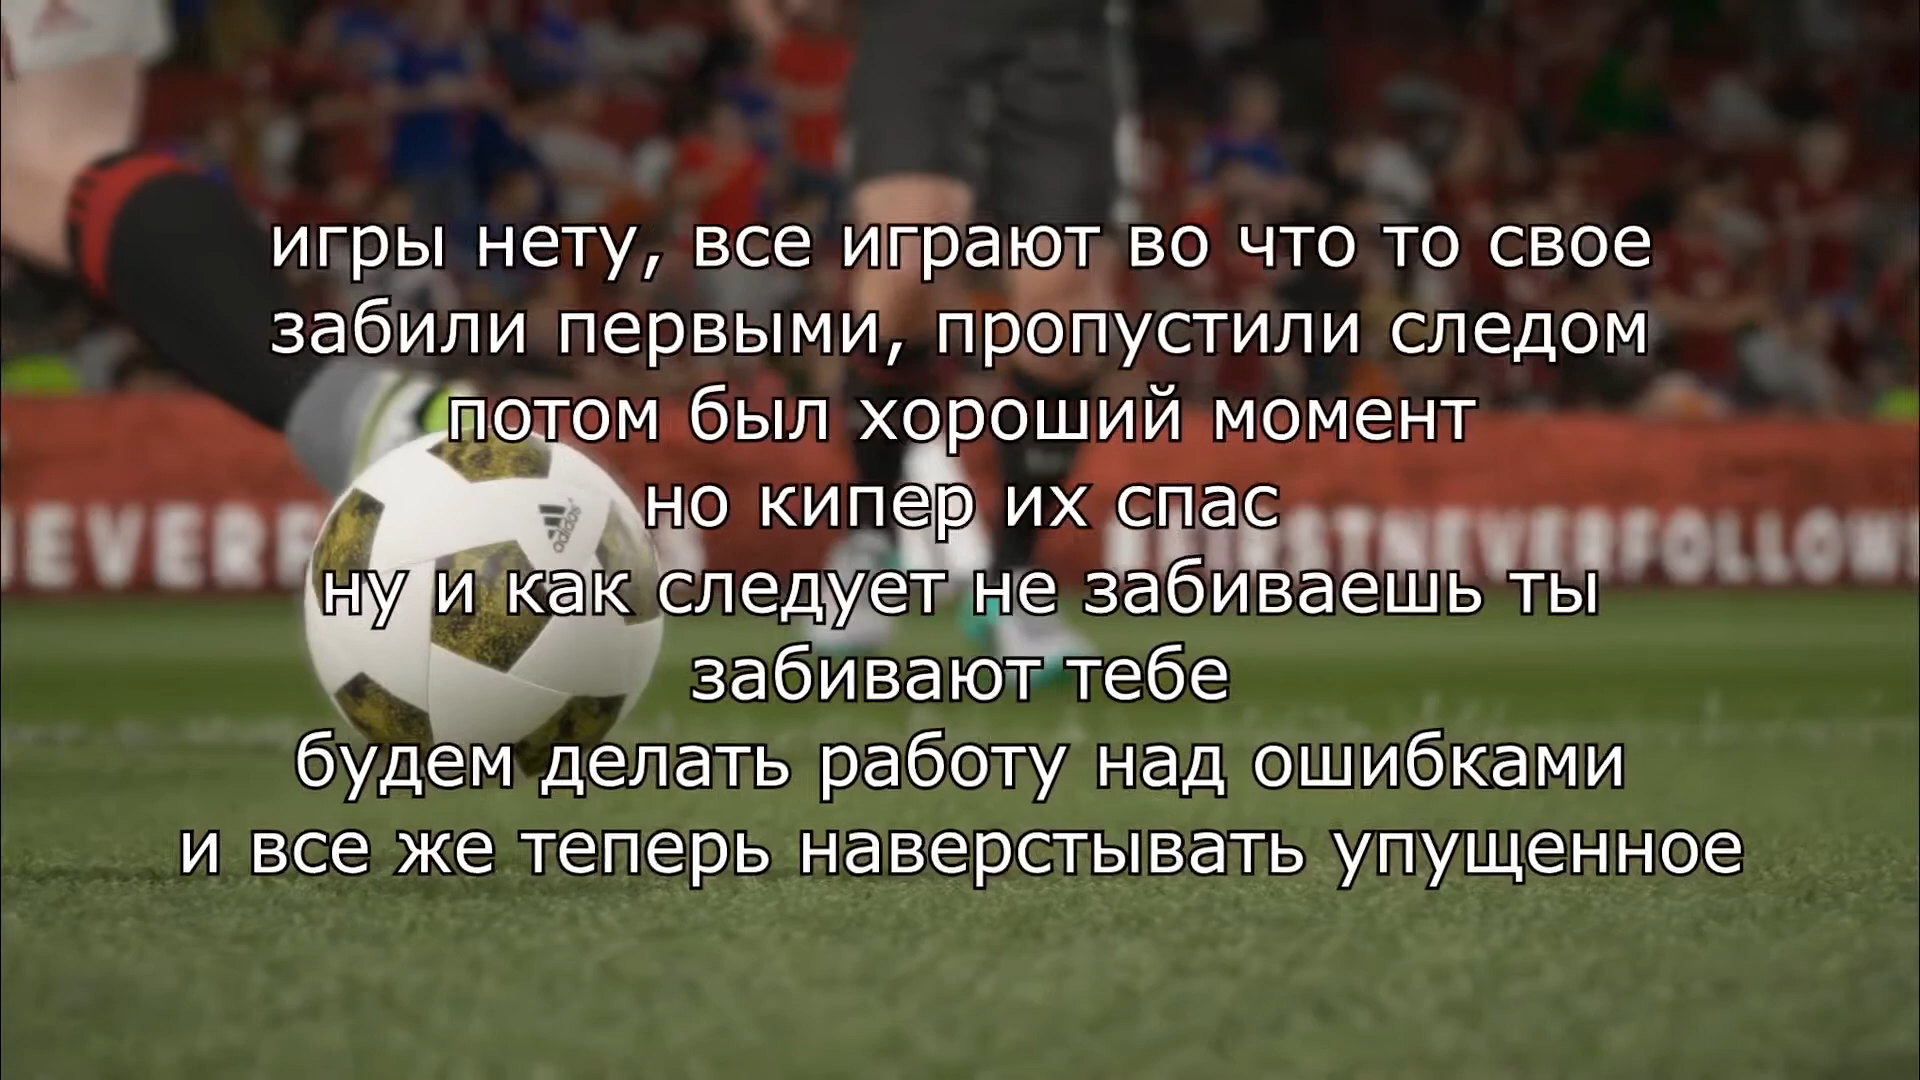 игры нету, все играют во что то свое
забили первыми, пропустили следом
потом был хороший момент
но кипер их спас
ну и как следует не забиваешь ты
забивают тебе
будем делать работу над ошибками
и все же теперь наверстывать упущенное
adidas